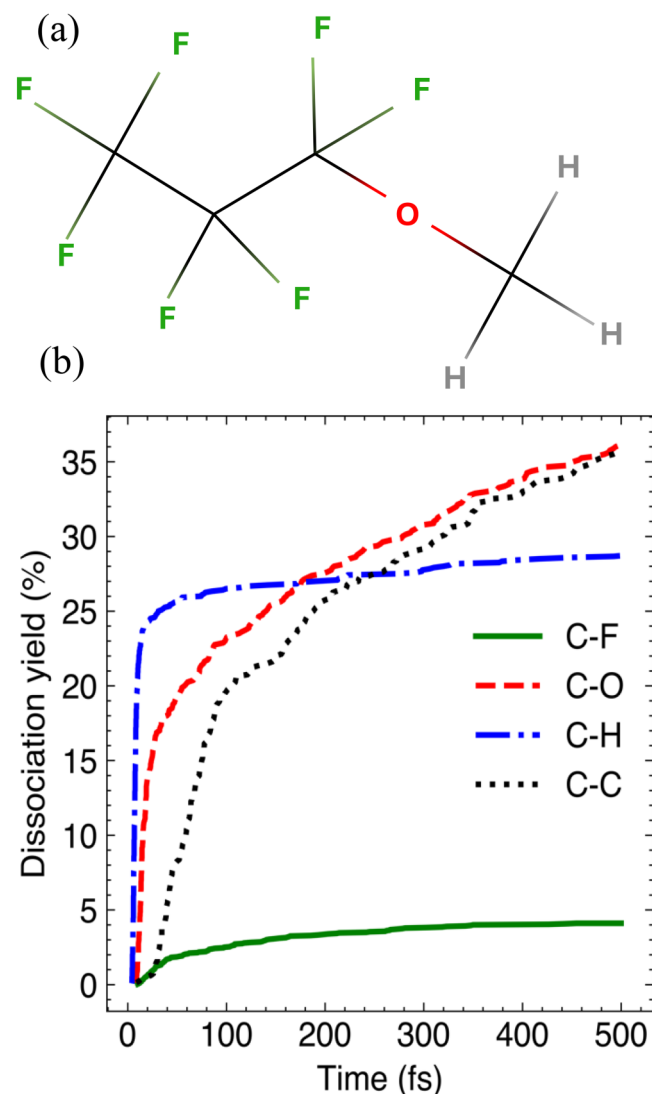 (a)
F F F F
F
O H
F F F H
H
(b)
35
30
25
20
15
10
5
0
Dissociation yield (%)
C-F
C-O
C-H
C-C
0 100 200 300 400 500
Time (fs)